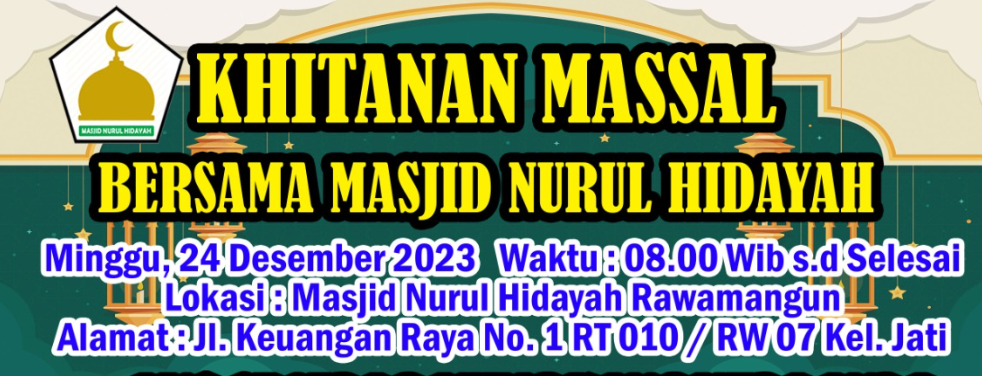 MASJID NURUL HIDAYAH
KHITANAN MASSAL
BERSAMA MASJID NURUL HIDAYAH
Minggu, 24 Desember 2023 Waktu : 08.00 Wib s.d Selesai
Lokasi : Masjid Nurul Hidayah Rawamangun
Alamat : Jl. Keuangan Raya No. 1 RT 010 / RW 07 Kel. Jati